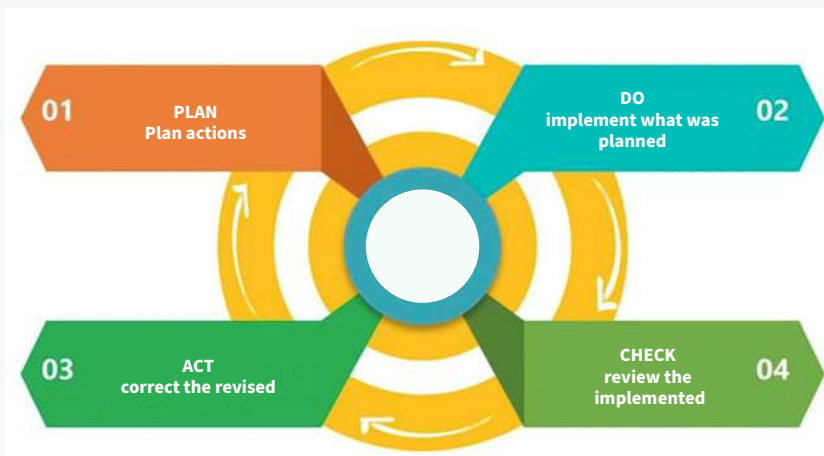 01
PLAN
Plan actions
DO
implement what was
planned
02
03
ACT
correct the revised
CHECK
review the
implemented
04